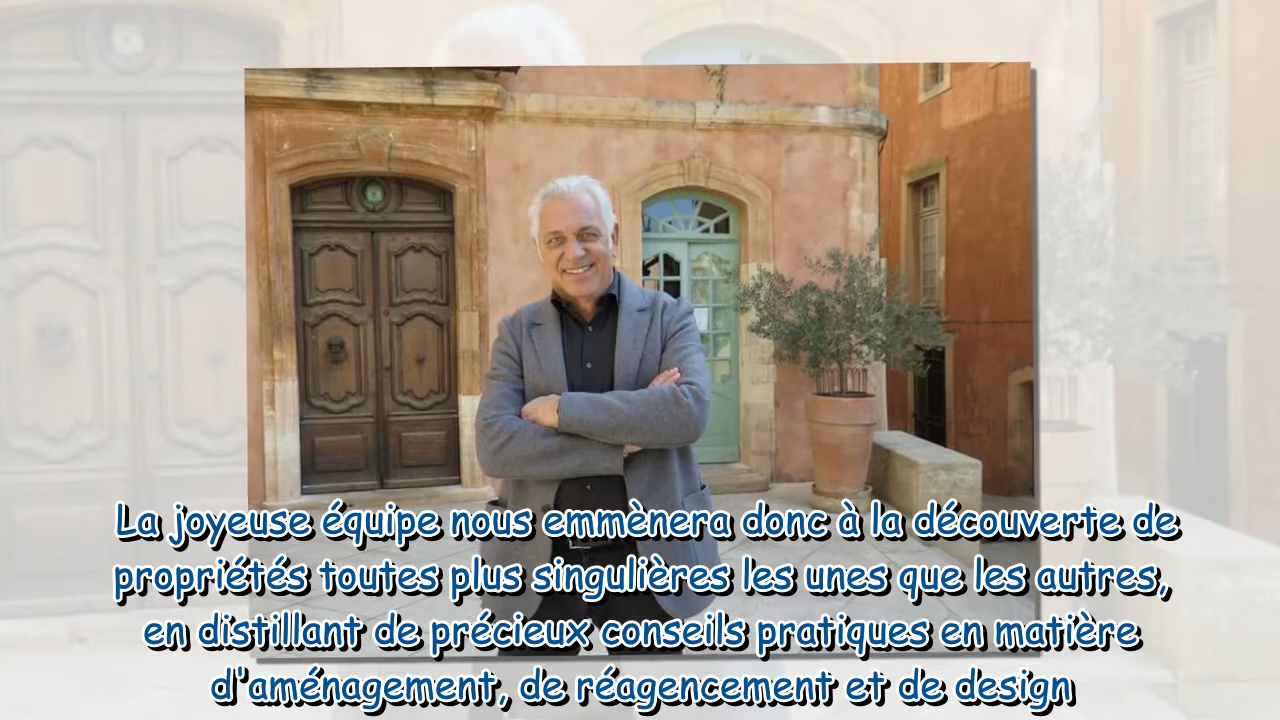 La joyeuse équipe nous emmènera donc à la découverte de
propriétés toutes plus singulières les unes que les autres,
en distillant de précieux conseils pratiques en matière
d'aménagement, de réagencement et de design